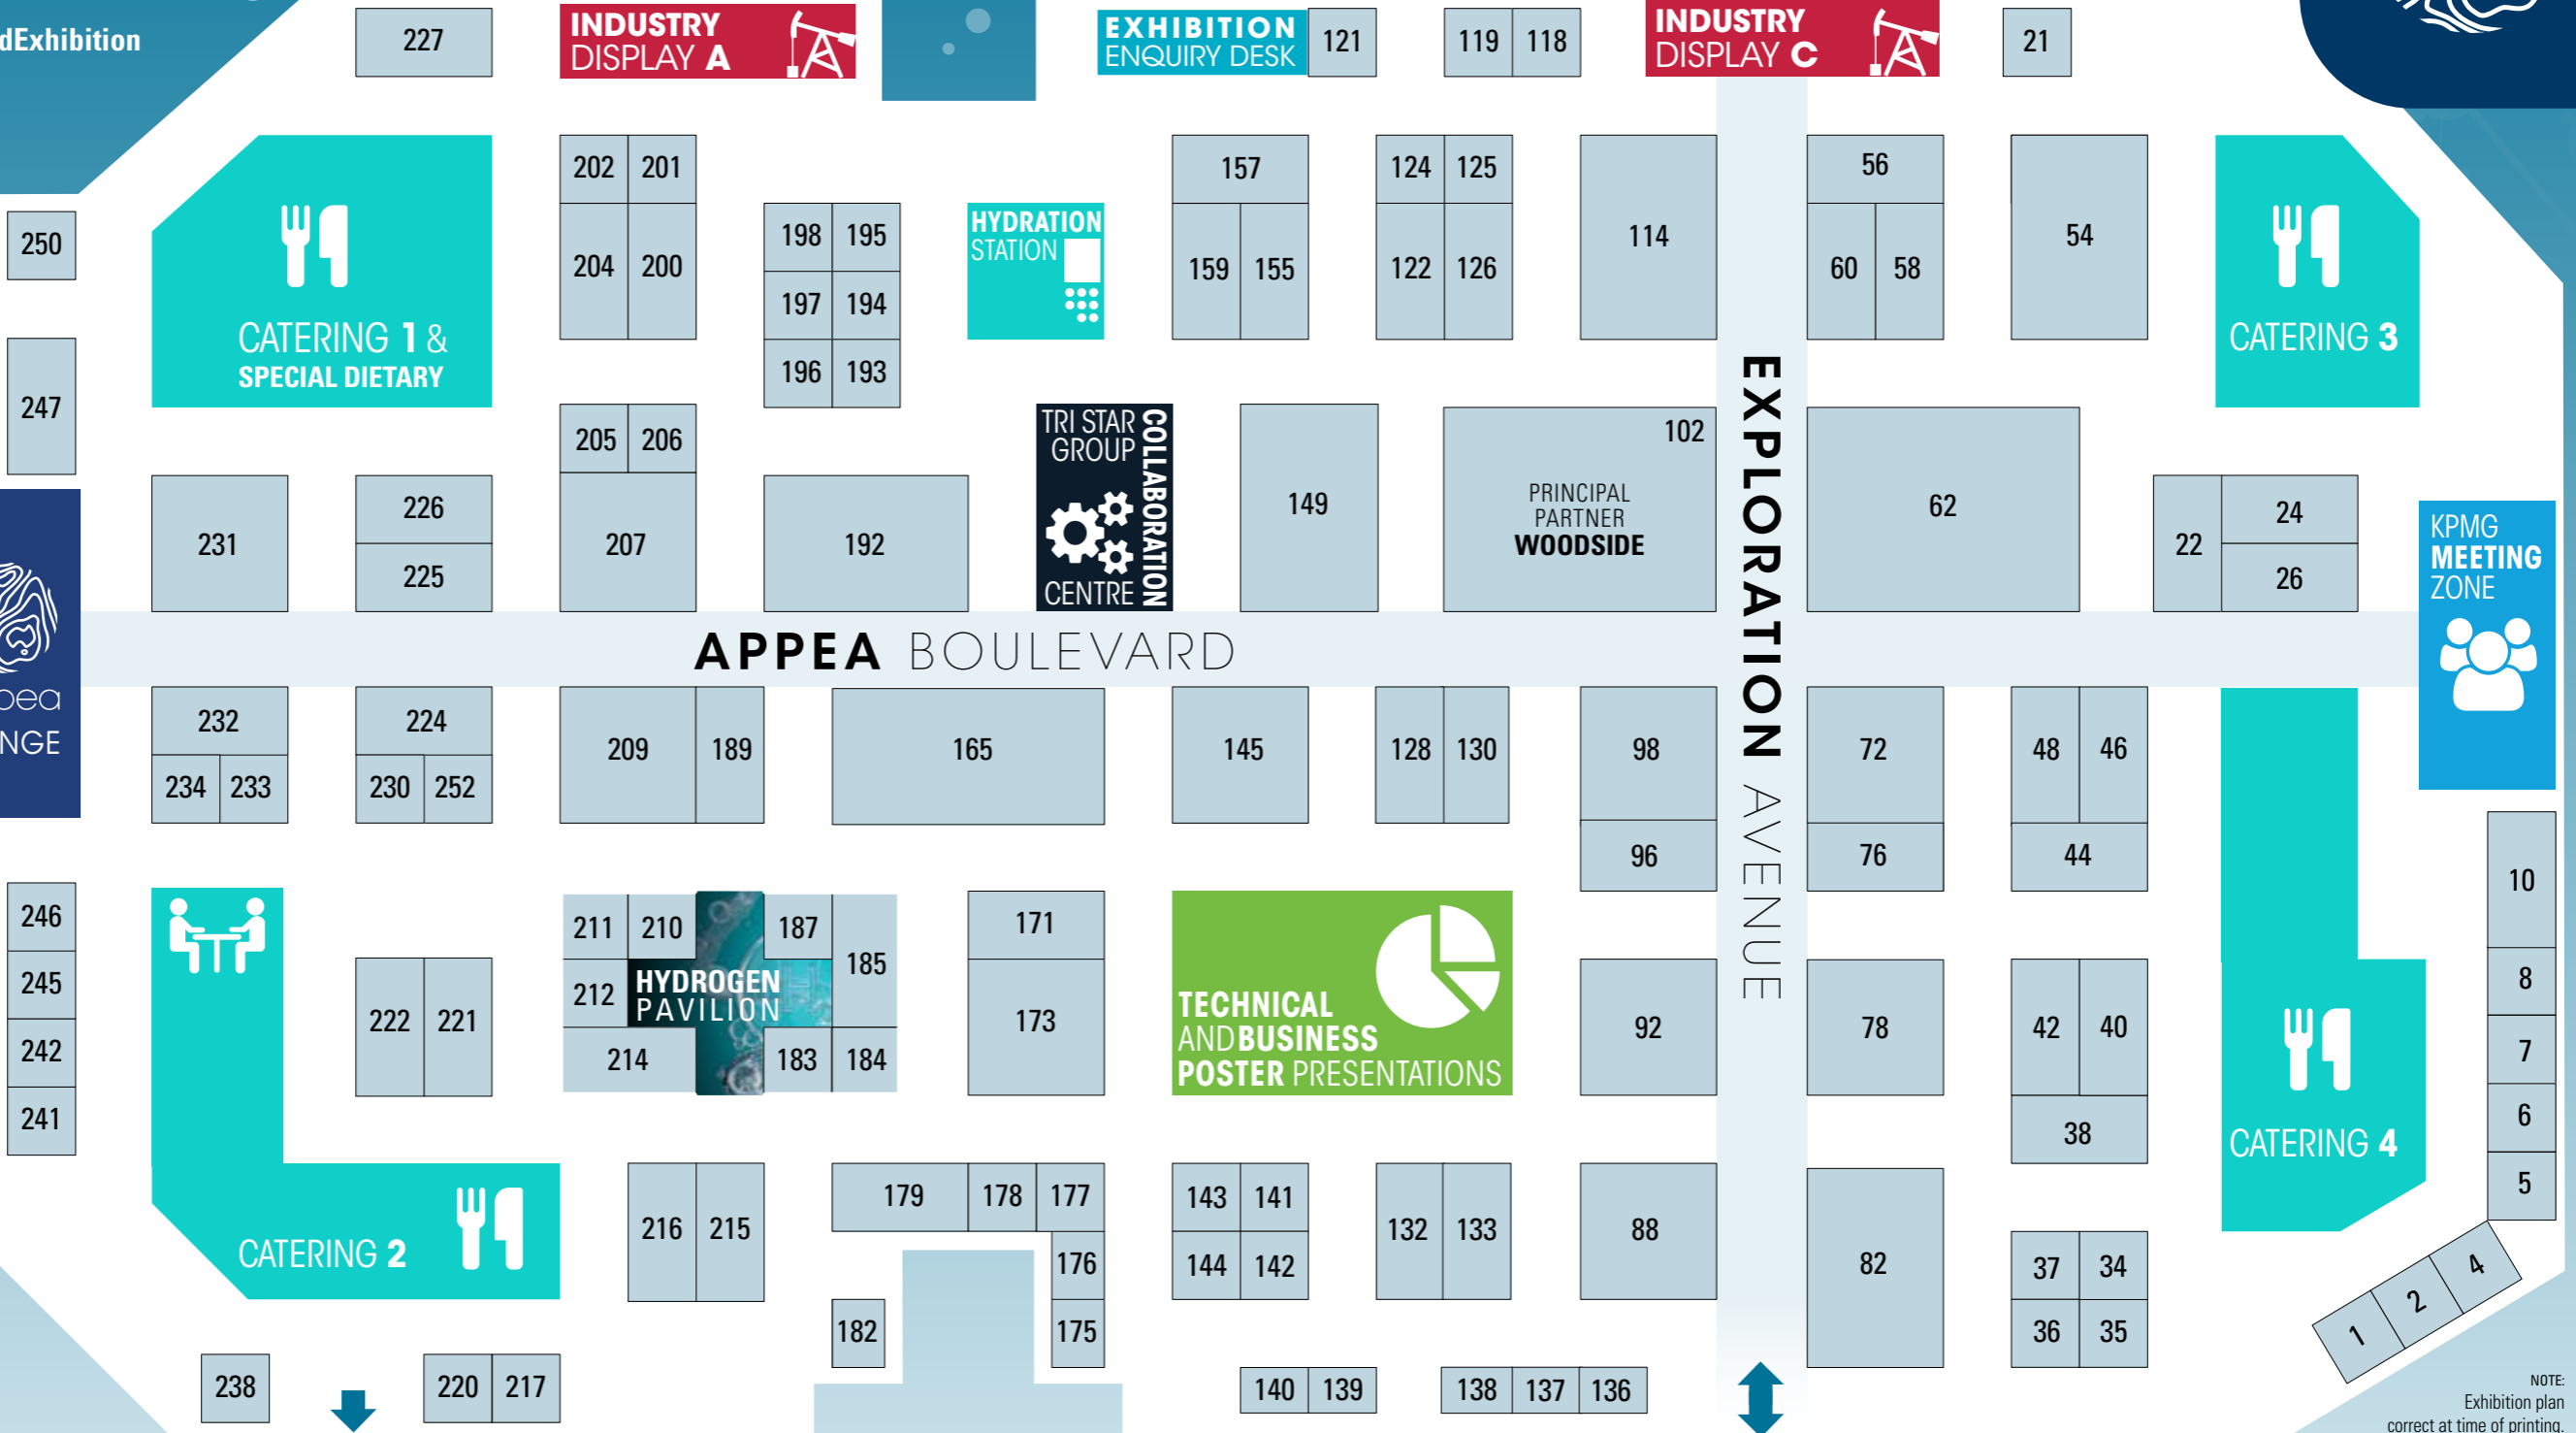 dExhibition
227
INDUSTRY
DISPLAY A
EXHIBITION
ENQUIRY DESK
121
119 118
INDUSTRY
DISPLAY C
21
250
247
CATERING 1 &
SPECIAL DIETARY
202 201
204 200
198 195
197 194
196 193
HYDRATION
STATION
157
159 155
124 125
122 126
114
56
60 58
54
CATERING 3
231
226
225
205 206
207
192
TRI STAR
GROUP
COLLABORATION
CENTRE
149
102
PRINCIPAL
PARTNER
WOODSIDE
62
22
24
26
KPMG
MEETING
ZONE
APPEA BOULEVARD
EXPLORATION AVENUE
pea
NGE
232
234 233
224
230 252
209 189
165
145
128 130
98
96
72
76
48 46
44
10
8
7
6
5
4
2
1
246
245
242
241
222 221
211 210
212
214
HYDROGEN
PAVILION
187
185
183 184
171
173
TECHNICAL
AND BUSINESS
POSTER PRESENTATIONS
92
78
42 40
38
CATERING 4
CATERING 2
216 215
179 178 177
176
175
182
143 141
144 142
132 133
88
82
37 34
36 35
238
220 217
140 139
138 137 136
NOTE:
Exhibition plan
correct at time of printing.